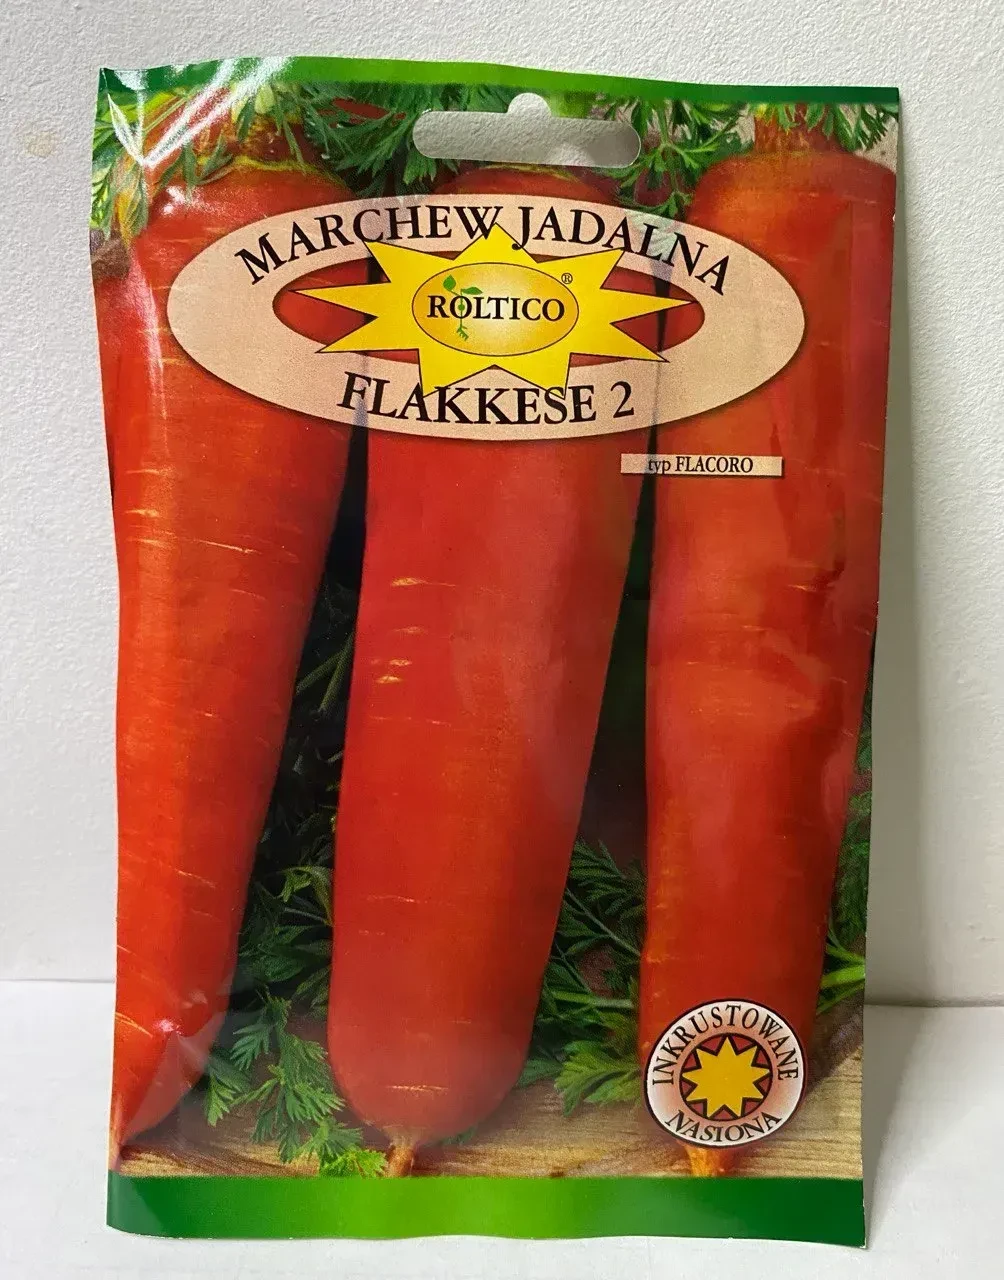 MARCHEW JADALNA
ROLTICO®
FLAKKESE 2
typ FLACORO
INKRUSTOWANE
NASIONA